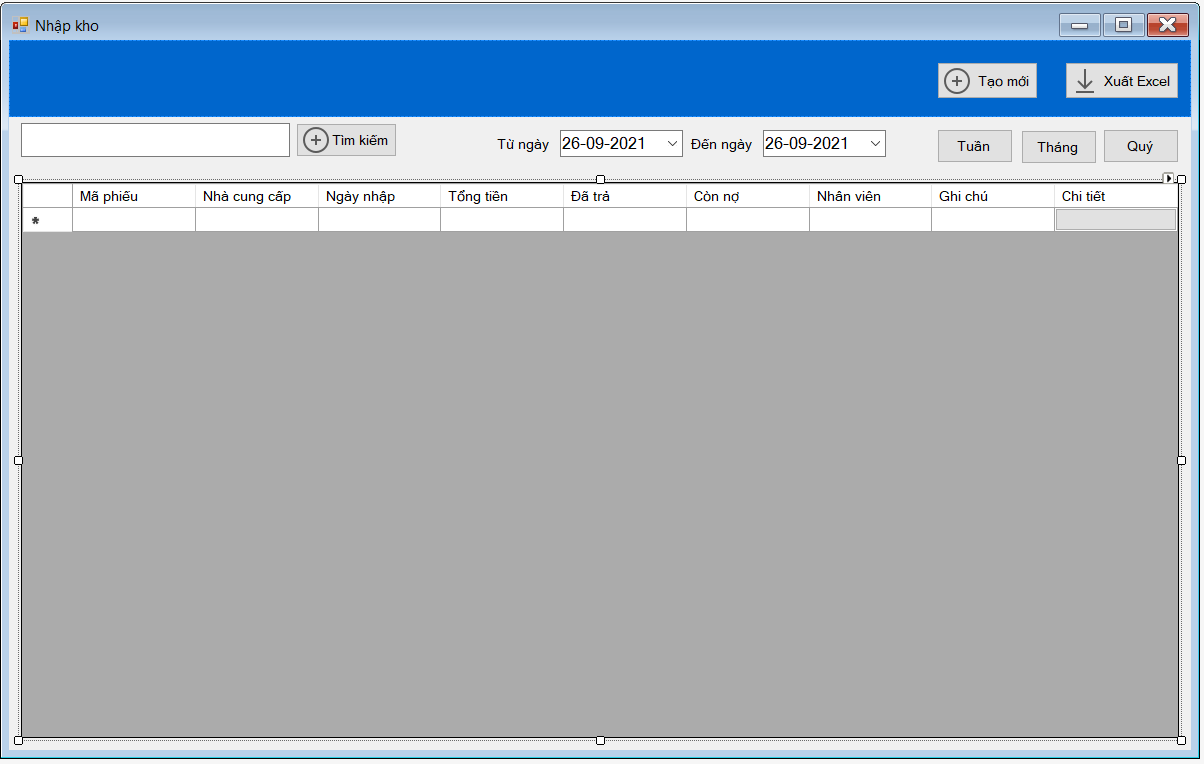 Nhập kho
Tạo mới Xuất Excel
Tìm kiếm Từ ngày 26-09-2021 Đến ngày 26-09-2021 Tuần Tháng Quý
Mã phiếu Nhà cung cấp Ngày nhập Tổng tiền Đã trả Còn nợ Nhân viên Ghi chú Chi tiết
*